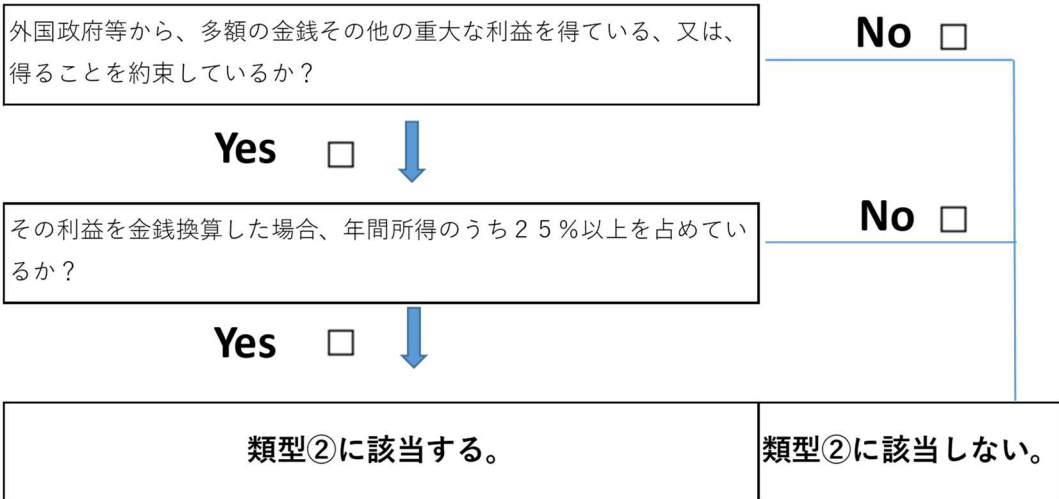 外国政府等から、多額の金銭その他の重大な利益を得ている、又は、
得ることを約束しているか？
No □
Yes □
その利益を金銭換算した場合、年間所得のうち２５％以上を占めてい
るか？
No □
Yes □
類型②に該当する。
類型②に該当しない。